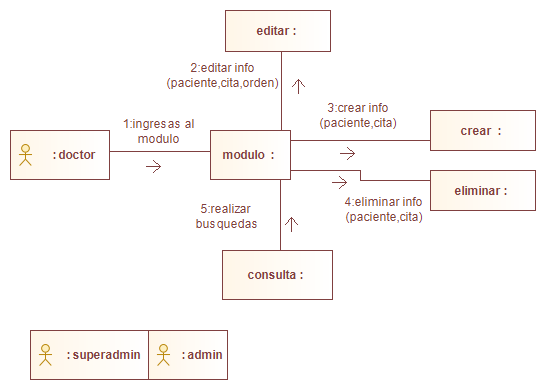 editar :
2:editar info
(paciente,cita,orden)
1:ingresas al
modulo
3:crear info
(paciente,cita)
crear :
: doctor
modulo :
eliminar :
4:eliminar info
(paciente,cita)
5:realizar
busquedas
consulta :
: superadmin
: admin